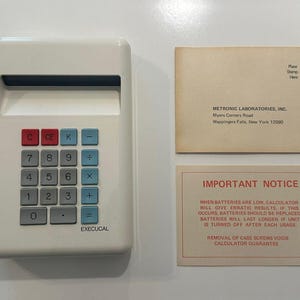 C CE K −
7 8 9 ÷
4 5 6 ×
1 2 3 +
0 . =
EXECUCAL
Place
Stamp
Here
METRONIC LABORATORIES, INC.
Myers Corners Road
Wappingers Falls, New York 12590
IMPORTANT NOTICE
WHEN BATTERIES ARE LOW, CALCULATOR
WILL GIVE ERRATIC RESULTS. IF THIS
OCCURS, BATTERIES SHOULD BE REPLACED.
BATTERIES WILL LAST LONGER IF UNIT
IS TURNED OFF AFTER EACH USAGE.
REMOVAL OF CASE SCREWS VOIDS
CALCULATOR GUARANTEE